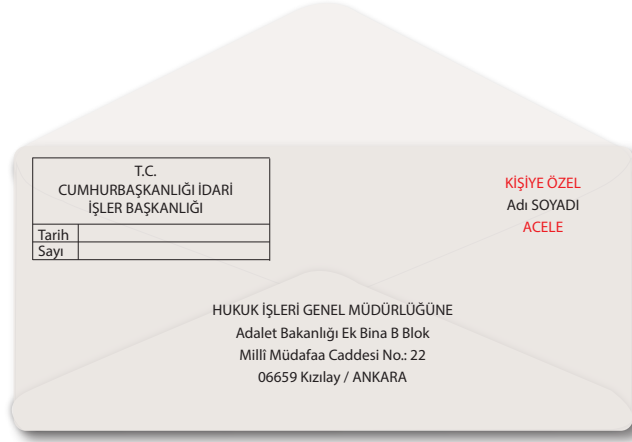 T.C.
CUMHURBAŞKANLIĞI İDARİ
İŞLER BAŞKANLIĞI
Tarih
Sayı
KİŞİYE ÖZEL
Adı SOYADI
ACELE
HUKUK İŞLERİ GENEL MÜDÜRLÜĞÜNE
Adalet Bakanlığı Ek Bina B Blok
Millî Müdafaa Caddesi No.: 22
06659 Kızılay / ANKARA